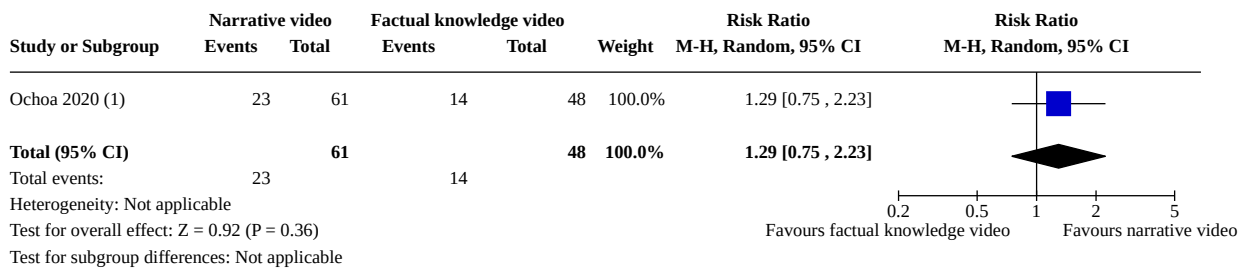 Narrative video Factual knowledge video Risk Ratio Risk Ratio
Study or Subgroup Events Total Events Total Weight M-H, Random, 95% CI M-H, Random, 95% CI
Ochoa 2020 (1) 23 61 14 48 100.0% 1.29 [0.75 , 2.23]
Total (95% CI) 61 48 100.0% 1.29 [0.75 , 2.23]
Total events: 23 14
Heterogeneity: Not applicable
0.2 0.5 1 2 5
Test for overall effect: Z = 0.92 (P = 0.36) Favours factual knowledge video Favours narrative video
Test for subgroup differences: Not applicable